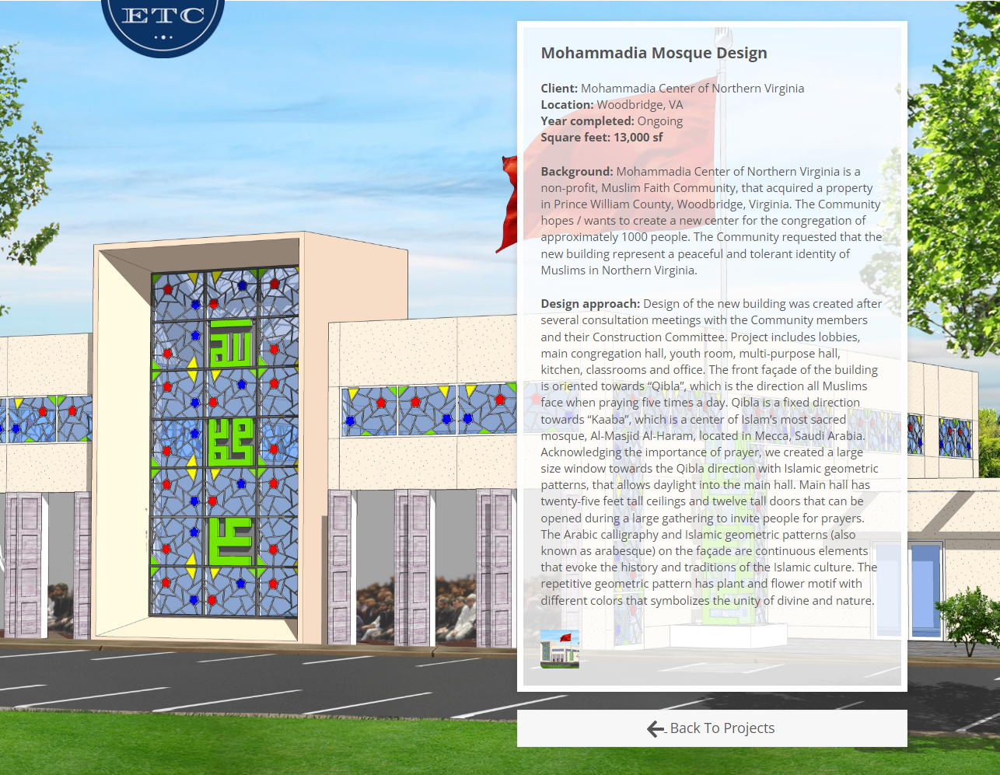 ETC
الله
محمد
علي
Mohammadia Mosque Design
Client: Mohammadia Center of Northern Virginia
Location: Woodbridge, VA
Year completed: Ongoing
Square feet: 13,000 sf
Background: Mohammadia Center of Northern Virginia is a
non-profit, Muslim Faith Community, that acquired a property
in Prince William County, Woodbridge, Virginia. The Community
hopes / wants to create a new center for the congregation of
approximately 1000 people. The Community requested that the
new building represent a peaceful and tolerant identity of
Muslims in Northern Virginia.
Design approach: Design of the new building was created after
several consultation meetings with the Community members
and their Construction Committee. Project includes lobbies,
main congregation hall, youth room, multi-purpose hall,
kitchen, classrooms and office. The front façade of the building
is oriented towards “Qibla”, which is the direction all Muslims
face when praying five times a day. Qibla is a fixed direction
towards “Kaaba”, which is a center of Islam's most sacred
mosque, Al-Masjid Al-Haram, located in Mecca, Saudi Arabia.
Acknowledging the importance of prayer, we created a large
size window towards the Qibla direction with Islamic geometric
patterns, that allows daylight into the main hall. Main hall has
twenty-five feet tall ceilings and twelve tall doors that can be
opened during a large gathering to invite people for prayers.
The Arabic calligraphy and Islamic geometric patterns (also
known as arabesque) on the façade are continuous elements
that evoke the history and traditions of the Islamic culture. The
repetitive geometric pattern has plant and flower motif with
different colors that symbolizes the unity of divine and nature.
Back To Projects